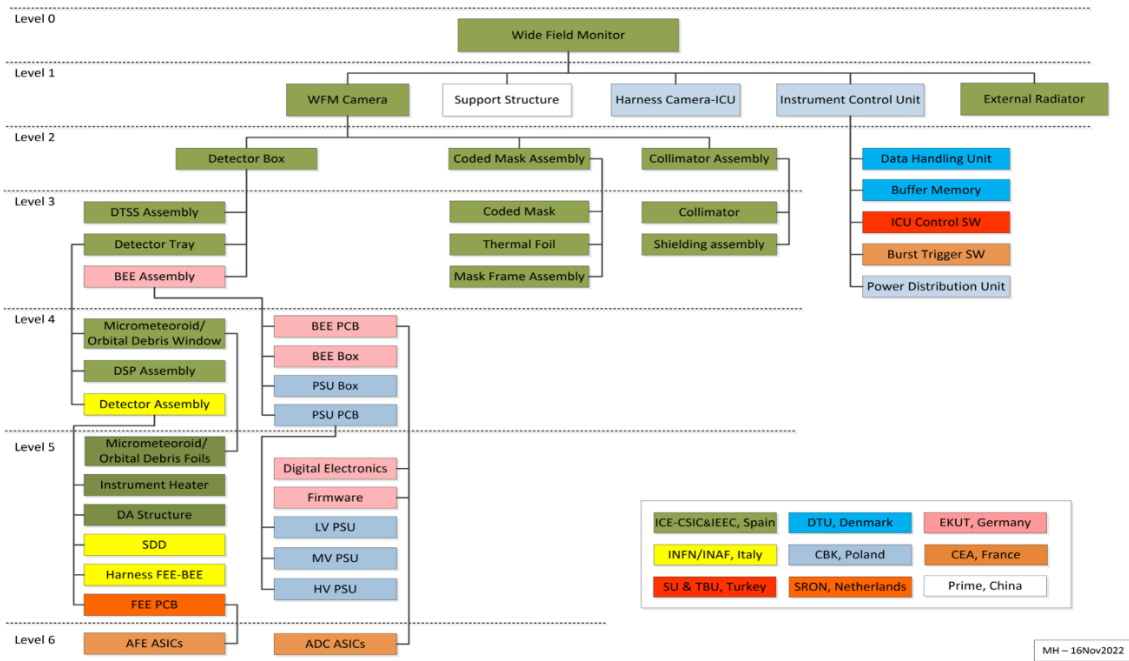 Level 0
Wide Field Monitor
Level 1
WFM Camera
Support Structure
Harness Camera-ICU
Instrument Control Unit
External Radiator
Level 2
Detector Box
Coded Mask Assembly
Collimator Assembly
Data Handling Unit
Buffer Memory
ICU Control SW
Burst Trigger SW
Power Distribution Unit
Level 3
DTSS Assembly
Detector Tray
BEE Assembly
Coded Mask
Thermal Foil
Mask Frame Assembly
Collimator
Shielding assembly
Level 4
Micrometeoroid/
Orbital Debris Window
DSP Assembly
Detector Assembly
BEE PCB
BEE Box
PSU Box
PSU PCB
Level 5
Micrometeoroid/
Orbital Debris Foils
Instrument Heater
DA Structure
SDD
Harness FEE-BEE
FEE PCB
Digital Electronics
Firmware
LV PSU
MV PSU
HV PSU
Level 6
AFE ASICs
ADC ASICs
ICE-CSIC&IEEC, Spain
DTU, Denmark
EKUT, Germany
INFN/INAF, Italy
CBK, Poland
CEA, France
SU & TBU, Turkey
SRON, Netherlands
Prime, China
MH – 16Nov2022